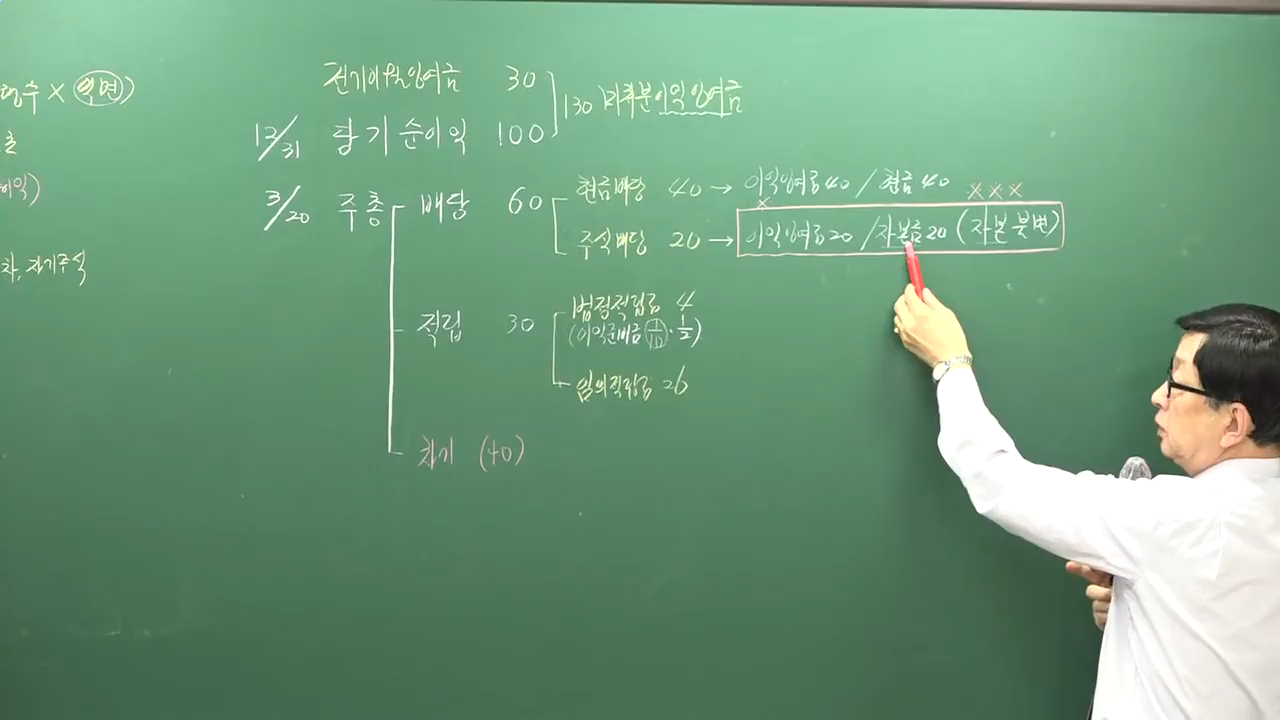 수 × 액면)
이익)
차, 자기주식
전기이월잉여금 30
130 미처분이익잉여금
12/31 당기순이익 100
3/20 주총 배당 60
현금배당 40 → 이익잉여금 40 / 현금 40
×
×××
주식배당 20 → 이익잉여금 20 / 자본금 20 (자본불변)
적립 30
법정적립금 4
(이익준비금 1/10 · 1/2)
임의적립금 26
차기 (40)